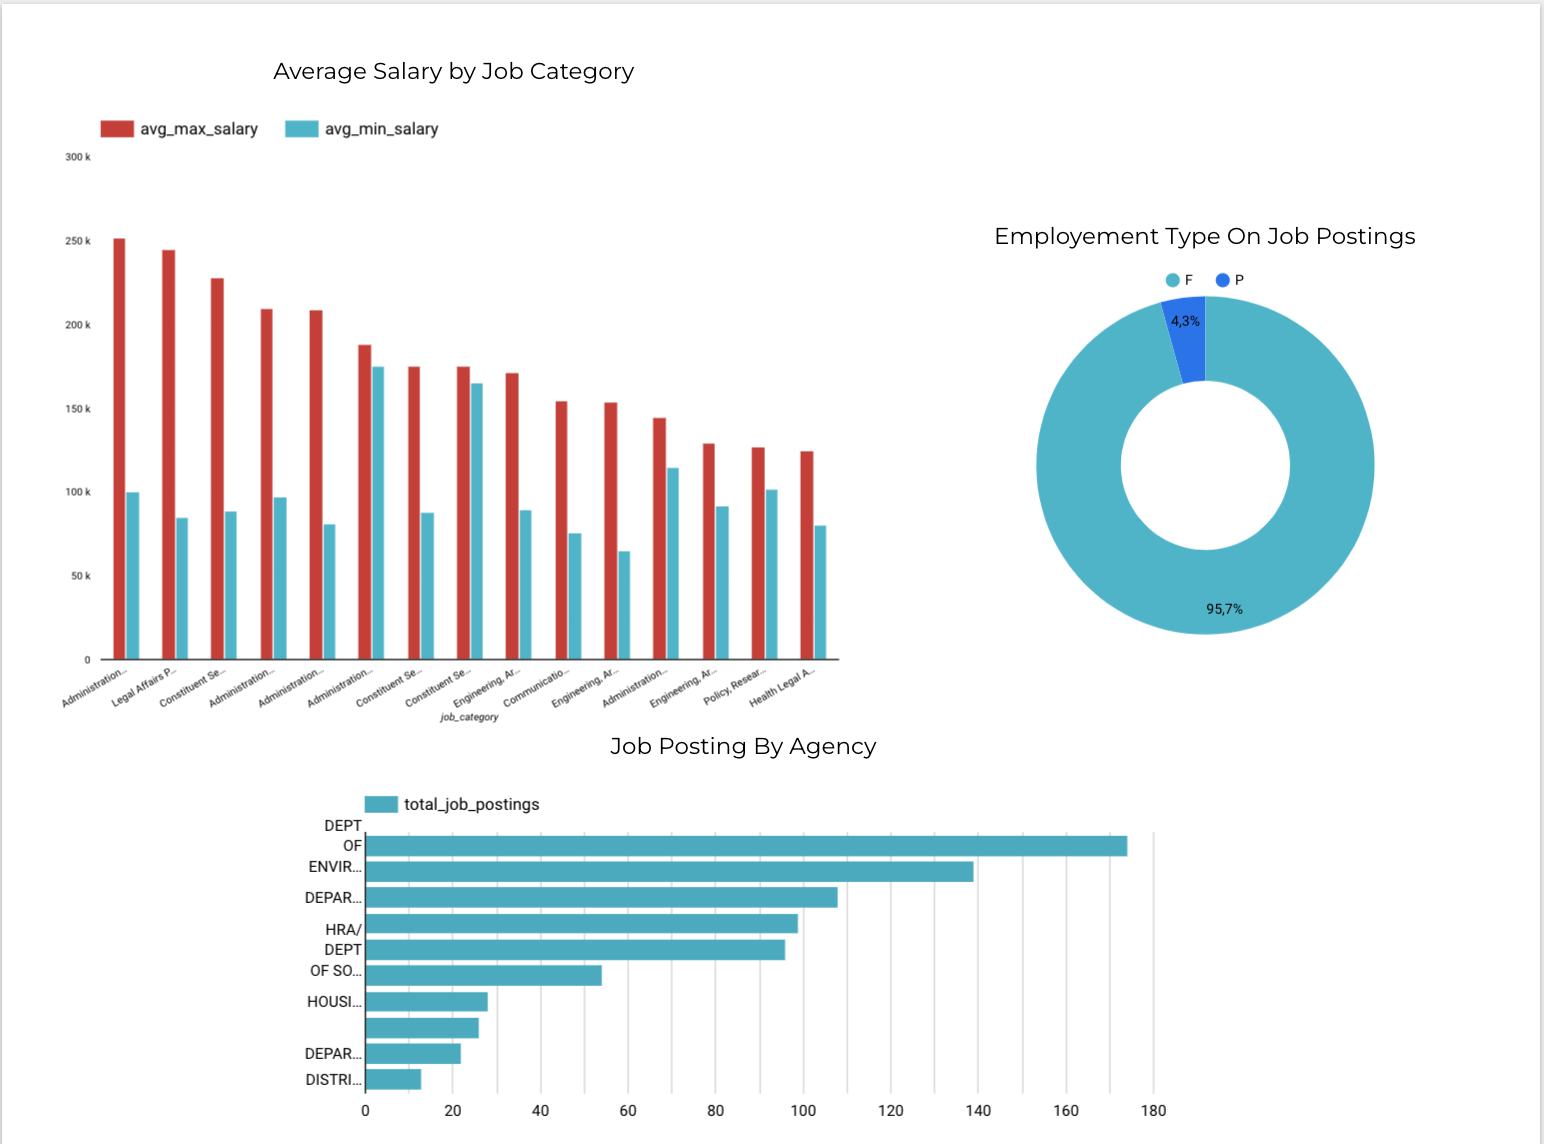 Average Salary by Job Category
avg_max_salary avg_min_salary
300 k
250 k
200 k
150 k
100 k
50 k
0
Administration...
Legal Affairs P...
Constituent Se...
Administration...
Administration...
Administration...
Constituent Se...
Constituent Se...
Engineering, Ar...
Communicatio...
Engineering, Ar...
Administration...
Engineering, Ar...
Policy, Resear...
Health Legal A...
job_category
Employement Type On Job Postings
F P
4,3%
95,7%
Job Posting By Agency
total_job_postings
DEPT
OF
ENVIR...
DEPAR...
HRA/
DEPT
OF SO...
HOUSI...
DEPAR...
DISTRI...
0 20 40 60 80 100 120 140 160 180